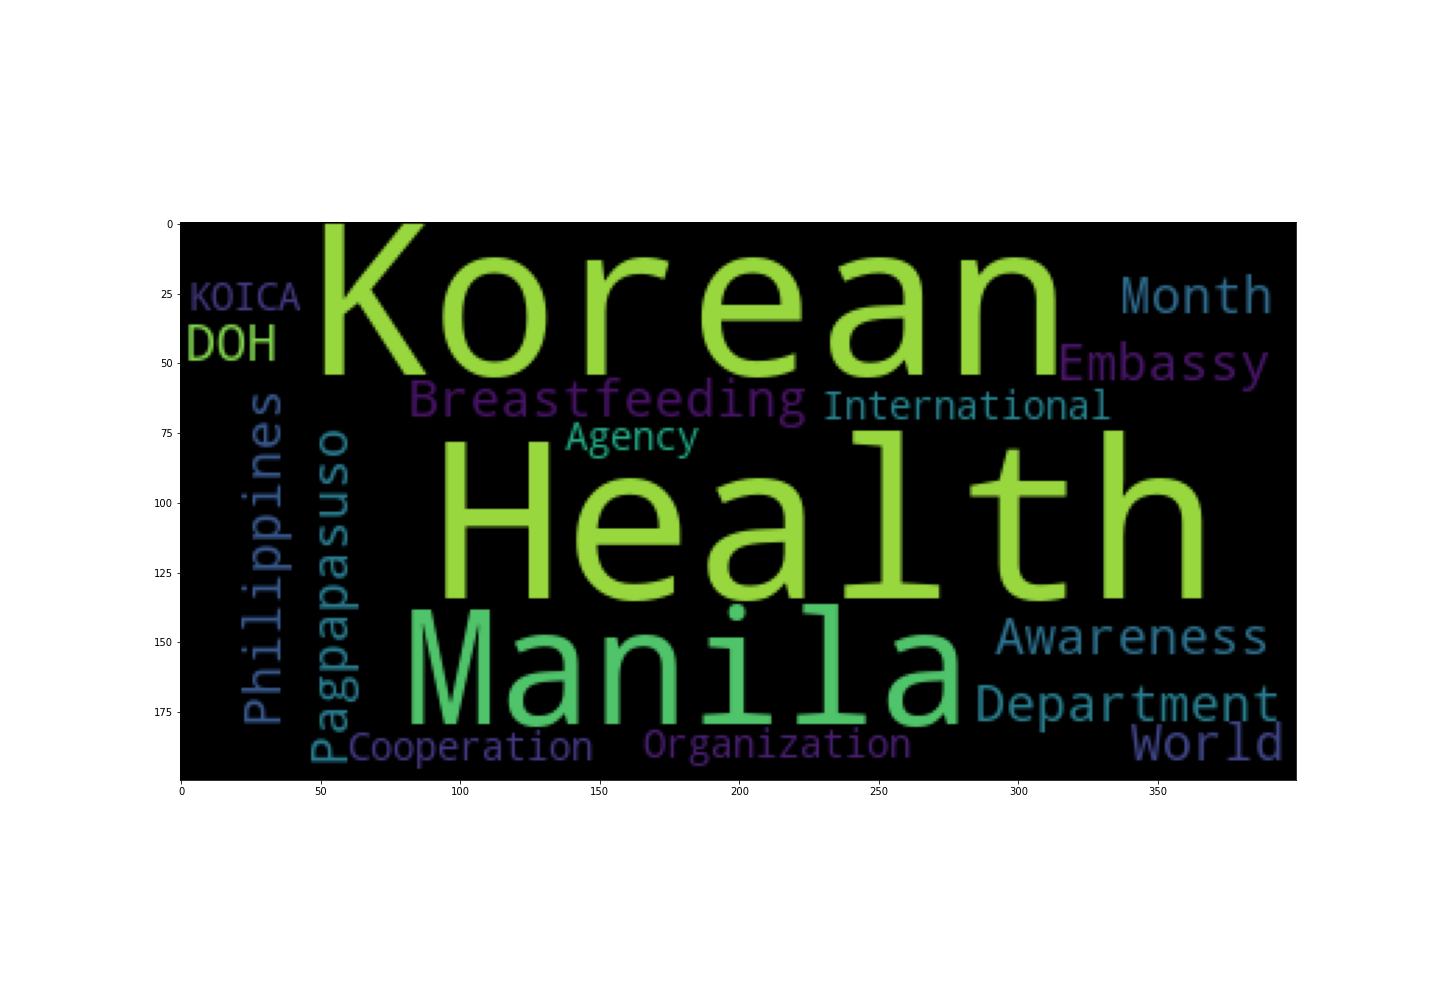 Korean
KOICA
Month
DOH
Embassy
Breastfeeding
International
Agency
Philippines
Pagpapasuso
Health
Manila
Awareness
Department
Cooperation
Organization
World
0
25
50
75
100
125
150
175
0
50
100
150
200
250
300
350